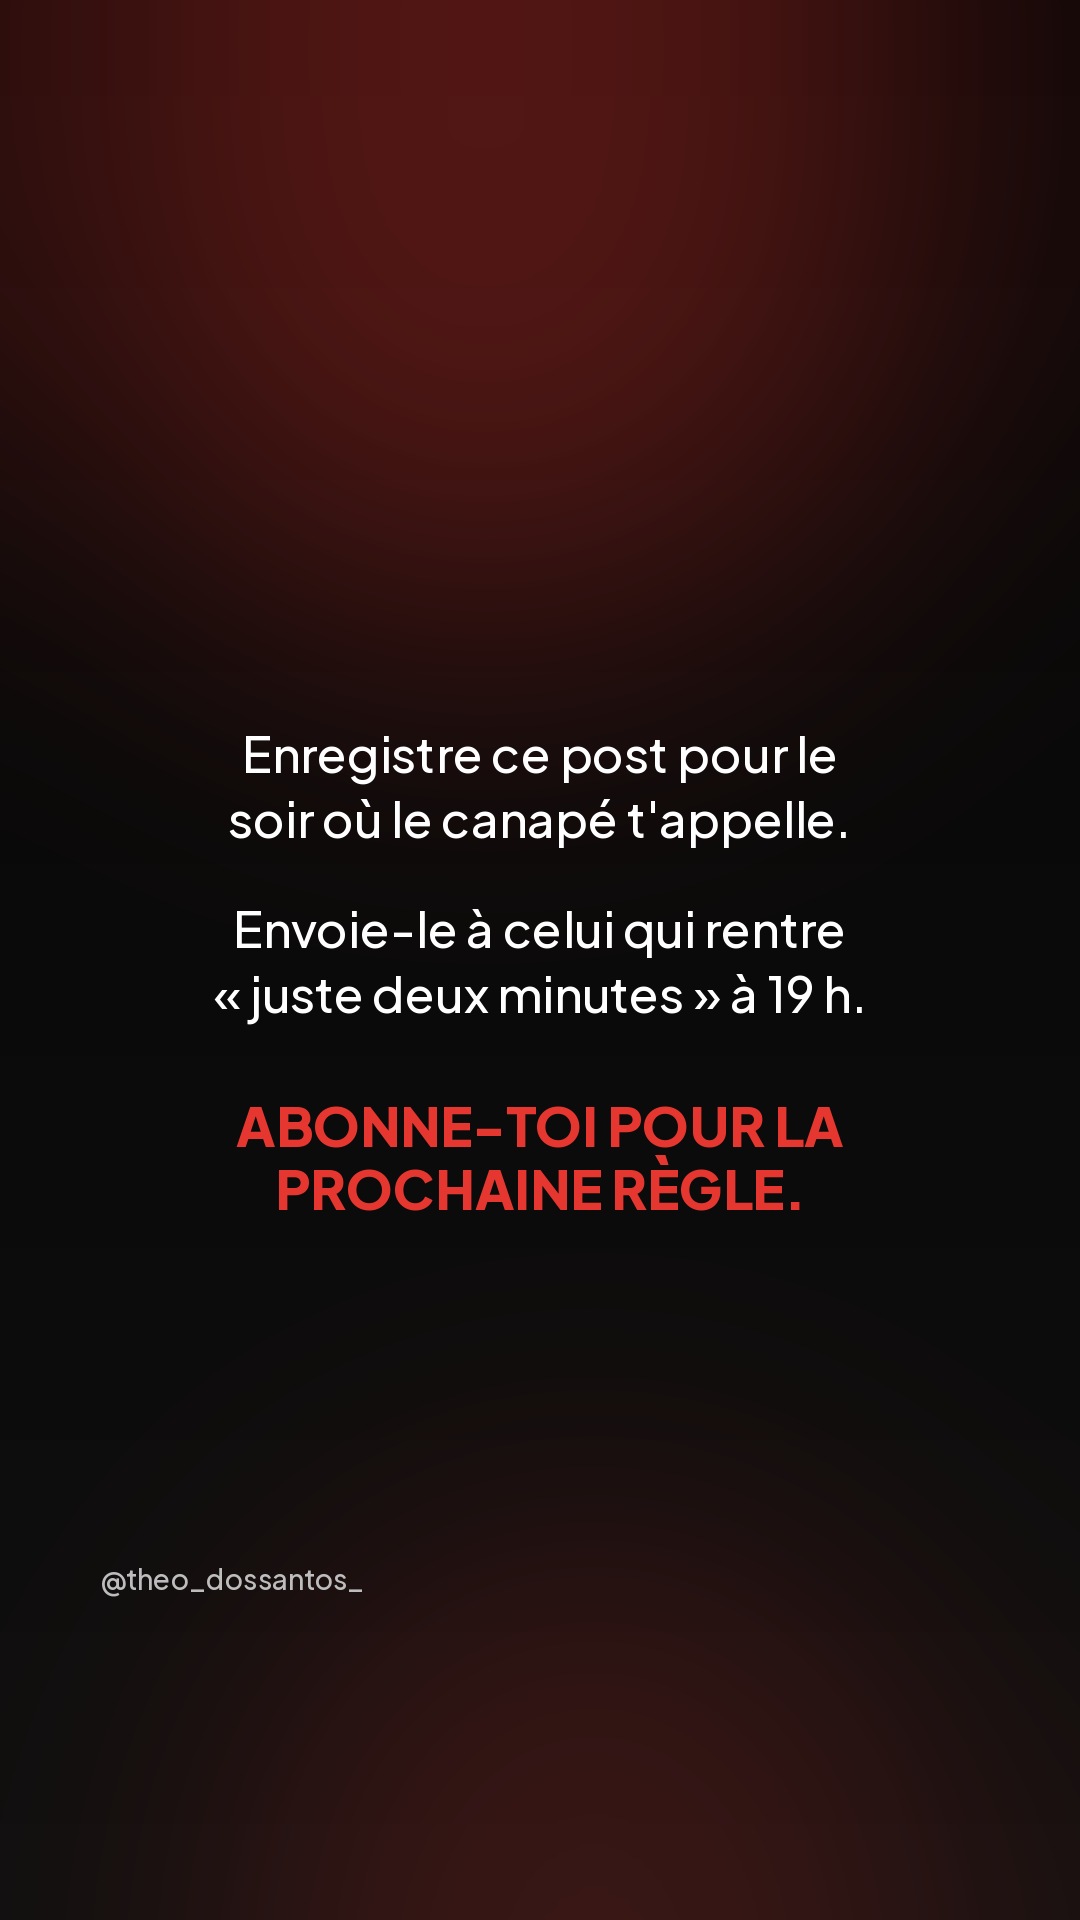 Enregistre ce post pour le
soir où le canapé t'appelle.
Envoie-le à celui qui rentre
« juste deux minutes » à 19 h.
ABONNE-TOI POUR LA
PROCHAINE RÈGLE.
@theo_dossantos_